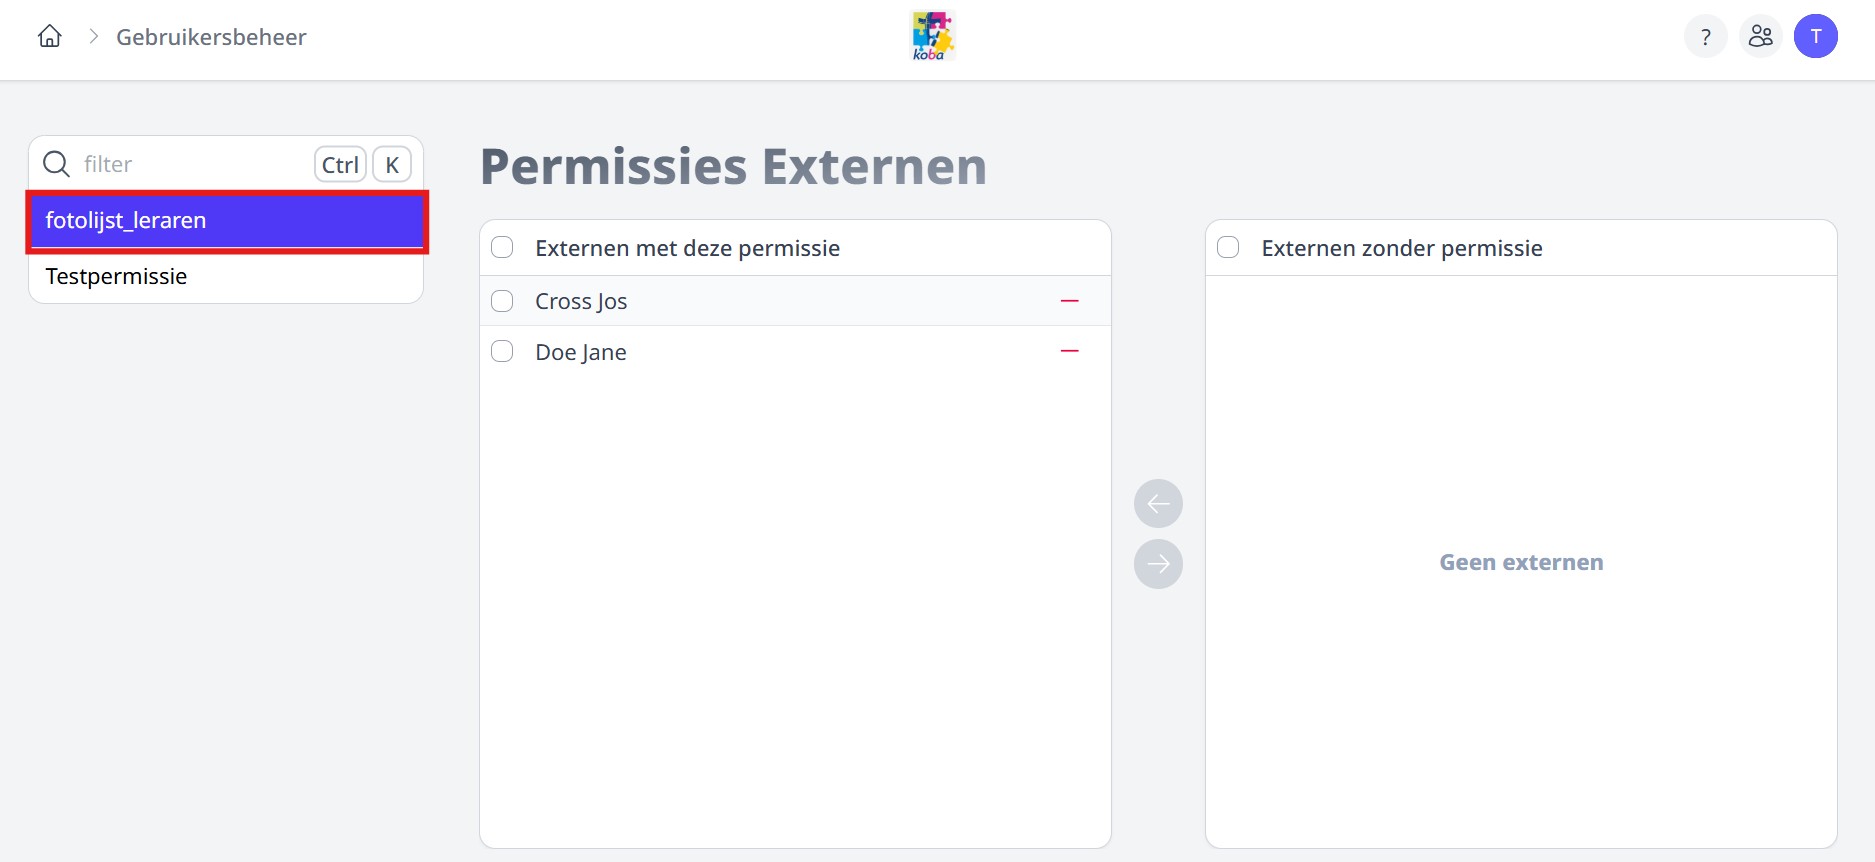 Gebruikersbeheer
koba
?
T
filter
Ctrl
K
fotolijst_leraren
Testpermissie
Permissies Externen
Externen met deze permissie
Cross Jos
Doe Jane
Externen zonder permissie
Geen externen